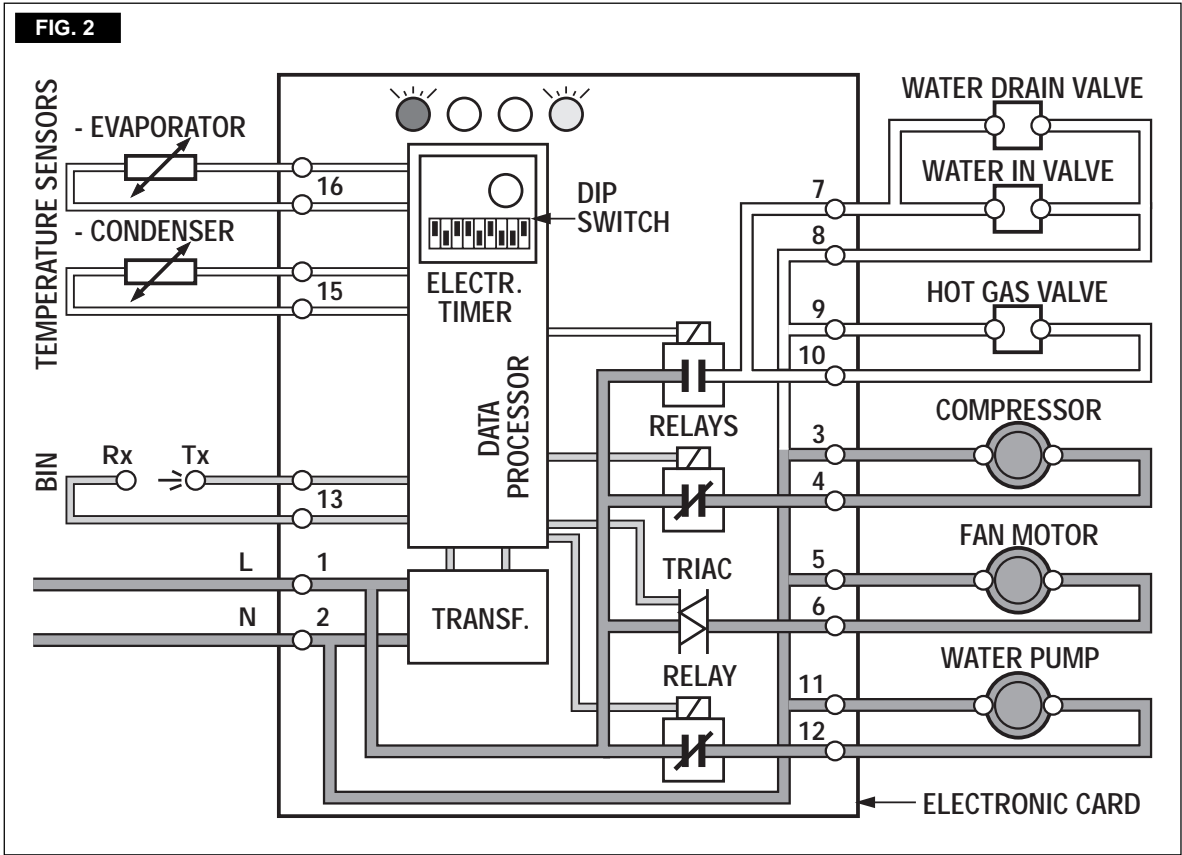 FIG. 2
TEMPERATURE SENSORS
- EVAPORATOR
16
- CONDENSER
15
BIN
Rx
Tx
13
L
1
N
2
DIP
SWITCH
ELECTR.
TIMER
DATA
PROCESSOR
TRANSF.
RELAYS
TRIAC
RELAY
WATER DRAIN VALVE
WATER IN VALVE
7
8
HOT GAS VALVE
9
10
COMPRESSOR
3
4
FAN MOTOR
5
6
WATER PUMP
11
12
ELECTRONIC CARD